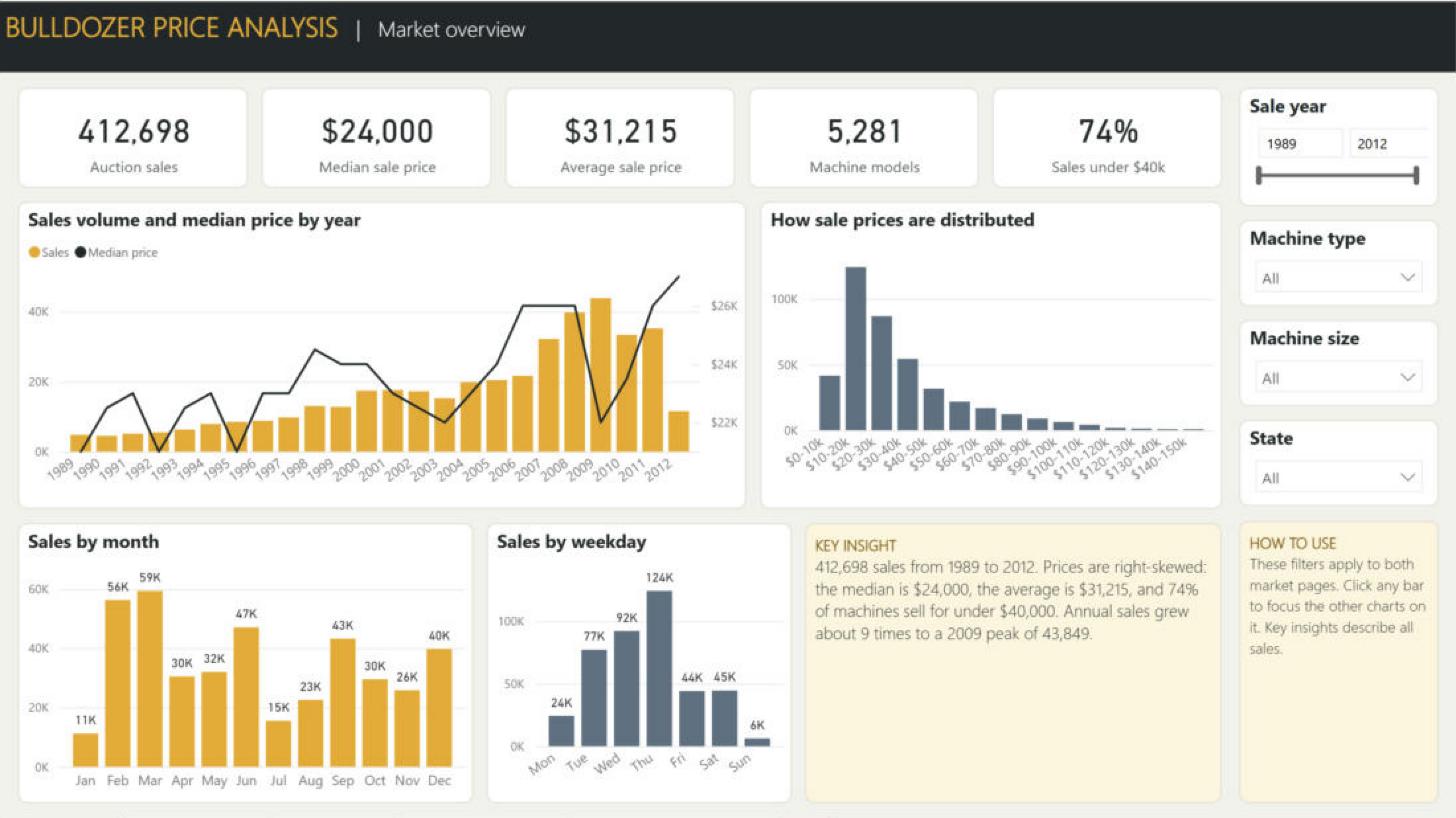 BULLDOZER PRICE ANALYSIS | Market overview
412,698
Auction sales
$24,000
Median sale price
$31,215
Average sale price
5,281
Machine models
74%
Sales under $40k
Sale year
1989 2012
Machine type
All
Machine size
All
State
All
Sales volume and median price by year
Sales Median price
40K
20K
0K
$26K
$24K
$22K
1989 1990 1991 1992 1993 1994 1995 1996 1997 1998 1999 2000 2001 2002 2003 2004 2005 2006 2007 2008 2009 2010 2011 2012
How sale prices are distributed
100K
50K
0K
$0-10k $10-20k $20-30k $30-40k $40-50k $50-60k $60-70k $70-80k $80-90k $90-100k $100-110k $110-120k $120-130k $130-140k $140-150k
Sales by month
60K
40K
20K
0K
11K 56K 59K 30K 32K 47K 15K 23K 43K 30K 26K 40K
Jan Feb Mar Apr May Jun Jul Aug Sep Oct Nov Dec
Sales by weekday
100K
50K
0K
24K 77K 92K 124K 44K 45K 6K
Mon Tue Wed Thu Fri Sat Sun
KEY INSIGHT
412,698 sales from 1989 to 2012. Prices are right-skewed:
the median is $24,000, the average is $31,215, and 74%
of machines sell for under $40,000. Annual sales grew
about 9 times to a 2009 peak of 43,849.
HOW TO USE
These filters apply to both
market pages. Click any bar
to focus the other charts on
it. Key insights describe all
sales.